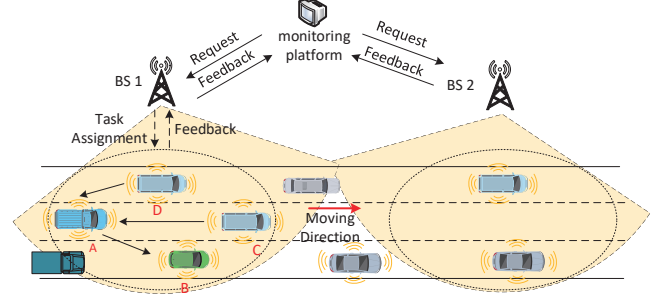 monitoring
platform
Request
Feedback
Request
Feedback
BS 1
BS 2
Task
Assignment
Feedback
D
A
C
B
Moving
Direction